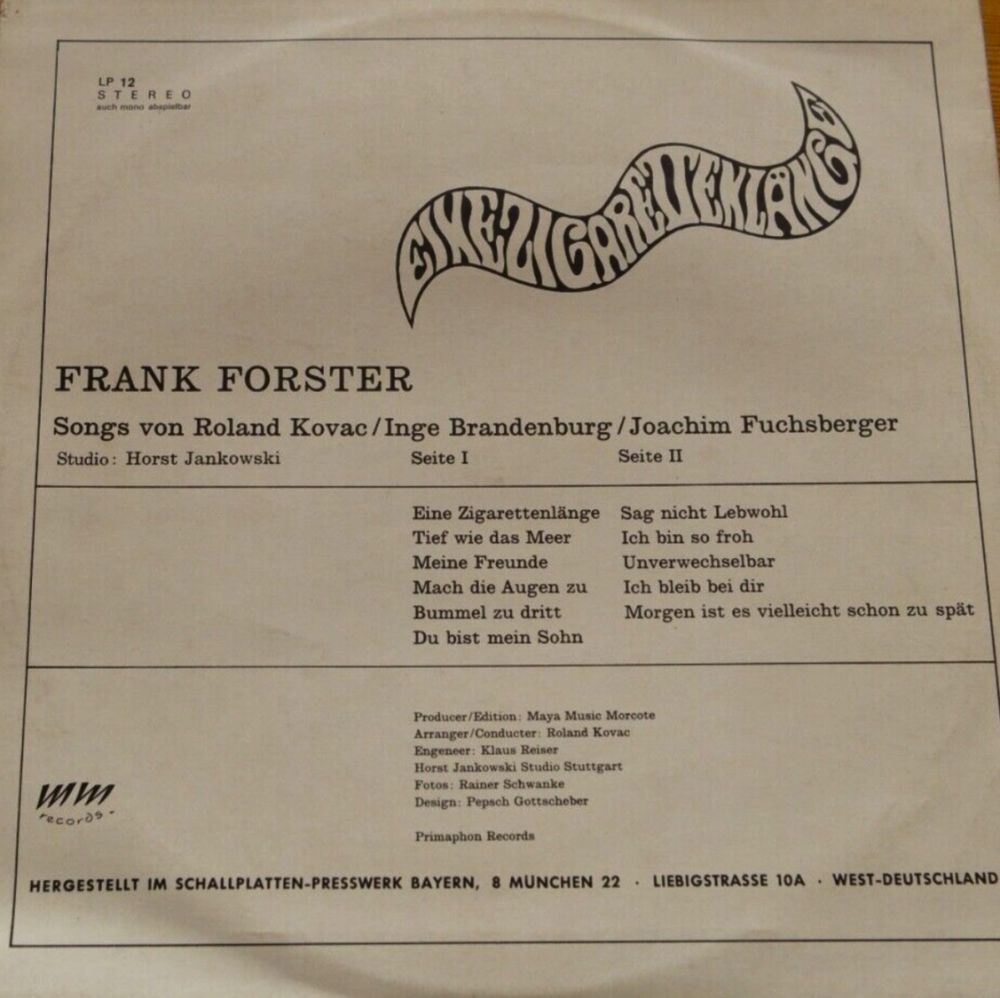 LP 12
STEREO
auch mono abspielbar
EINE ZIGARETTENLÄNGE
FRANK FORSTER
Songs von Roland Kovac/Inge Brandenburg/Joachim Fuchsberger
Studio: Horst Jankowski Seite I Seite II
Eine Zigarettenlänge Sag nicht Lebwohl
Tief wie das Meer Ich bin so froh
Meine Freunde Unverwechselbar
Mach die Augen zu Ich bleib bei dir
Bummel zu dritt Morgen ist es vielleicht schon zu spät
Du bist mein Sohn
Producer/Edition: Maya Music Morcote
Arranger/Conducter: Roland Kovac
Engeneer: Klaus Reiser
Horst Jankowski Studio Stuttgart
Fotos: Rainer Schwanke
Design: Pepsch Gottscheber
Primaphon Records
mm
records
HERGESTELLT IM SCHALLPLATTEN-PRESSWERK BAYERN, 8 MÜNCHEN 22 · LIEBIGSTRASSE 10A · WEST-DEUTSCHLAND